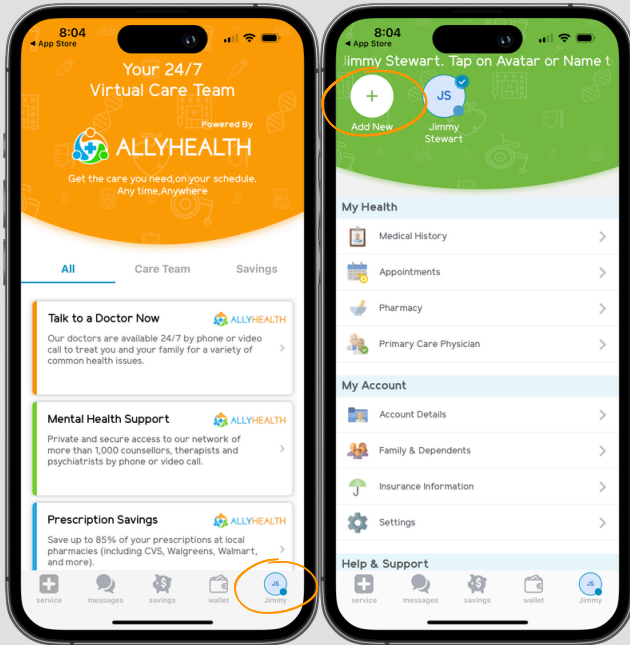 8:04
App Store
Your 24/7
Virtual Care Team
Powered By
ALLYHEALTH
Get the care you need,on your schedule.
Any time,Anywhere
All
Care Team
Savings
Talk to a Doctor Now
ALLYHEALTH
Our doctors are available 24/7 by phone or video
call to treat you and your family for a variety of
common health issues.
Mental Health Support
ALLYHEALTH
Private and secure access to our network of
more than 1,000 counsellors, therapists and
psychiatrists by phone or video call.
Prescription Savings
ALLYHEALTH
Save up to 85% of your prescriptions at local
pharmacies (including CVS, Walgreens, Walmart,
and more).
JS
service
messages
savings
wallet
Jimmy
8:04
App Store
Jimmy Stewart. Tap on Avatar or Name t
JS
Add New
Jimmy
Stewart
My Health
Medical History
Appointments
Pharmacy
Primary Care Physician
My Account
Account Details
Family & Dependents
Insurance Information
Settings
Help & Support
JS
service
messages
savings
wallet
Jimmy